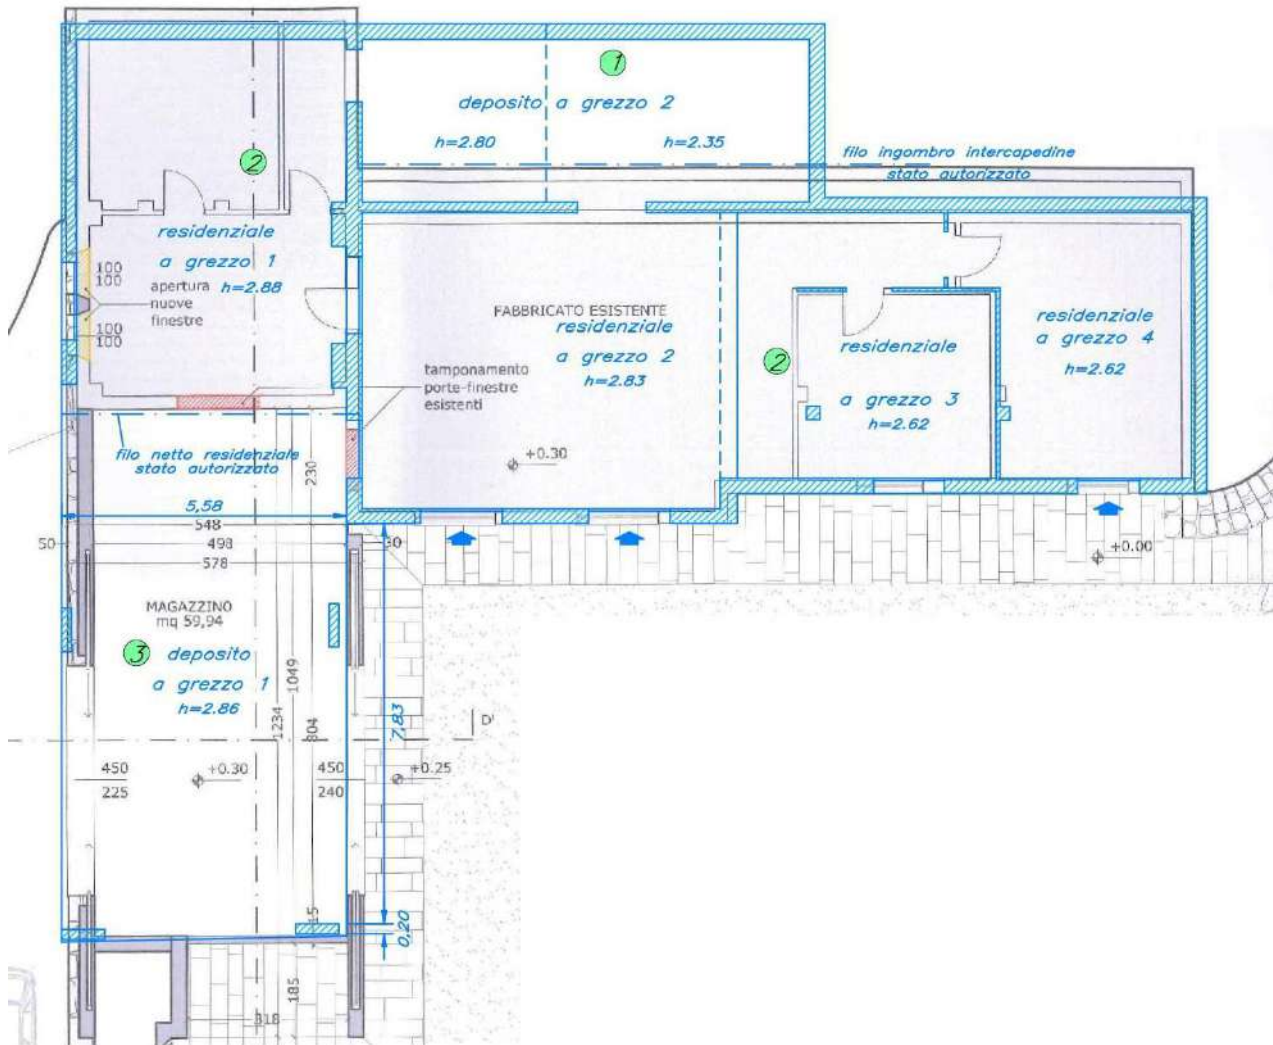 1
deposito a grezzo 2
h=2.80
h=2.35
filo ingombro intercapedine
stato autorizzato
2
residenziale
a grezzo 1
h=2.88
100
100
apertura
nuove
finestre
100
100
FABBRICATO ESISTENTE
residenziale
a grezzo 2
h=2.83
2
residenziale
a grezzo 3
h=2.62
residenziale
a grezzo 4
h=2.62
tamponamento
porte-finestre
esistenti
+0.30
filo netto residenziale
stato autorizzato
230
5,58
548
50
498
30
578
+0.00
MAGAZZINO
mq 59,94
3
deposito
a grezzo 1
h=2.86
1049
1234
804
7,83
D'
450
225
+0.30
450
240
+0.25
15
0,20
185
318